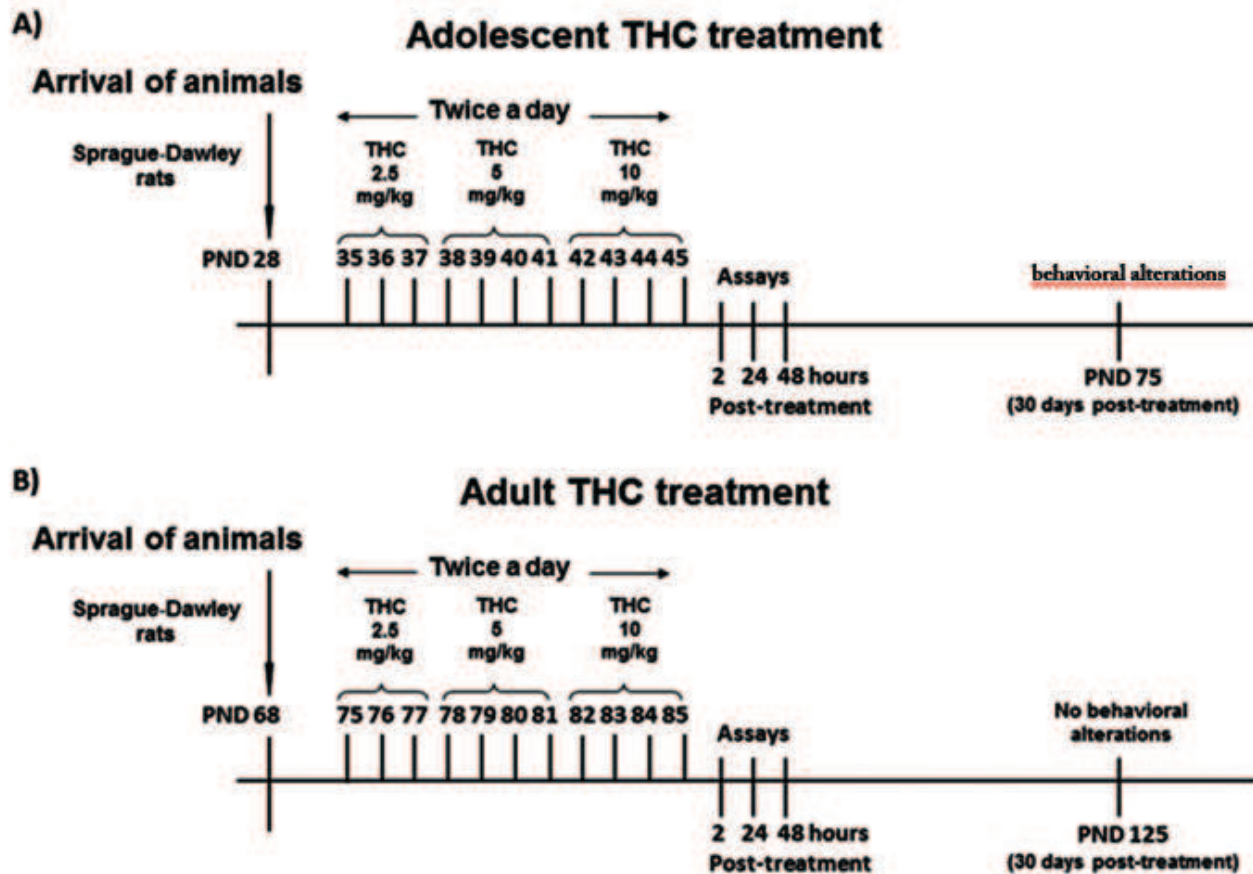 A)
Adolescent THC treatment
Arrival of animals
Twice a day
Sprague-Dawley
rats
THC
2.5
mg/kg
THC
5
mg/kg
THC
10
mg/kg
PND 28
35 36 37 38 39 40 41 42 43 44 45
Assays
behavioral alterations
2 24 48 hours
Post-treatment
PND 75
(30 days post-treatment)
B)
Adult THC treatment
Arrival of animals
Twice a day
Sprague-Dawley
rats
THC
2.5
mg/kg
THC
5
mg/kg
THC
10
mg/kg
PND 68
75 76 77 78 79 80 81 82 83 84 85
Assays
No behavioral
alterations
2 24 48 hours
Post-treatment
PND 125
(30 days post-treatment)